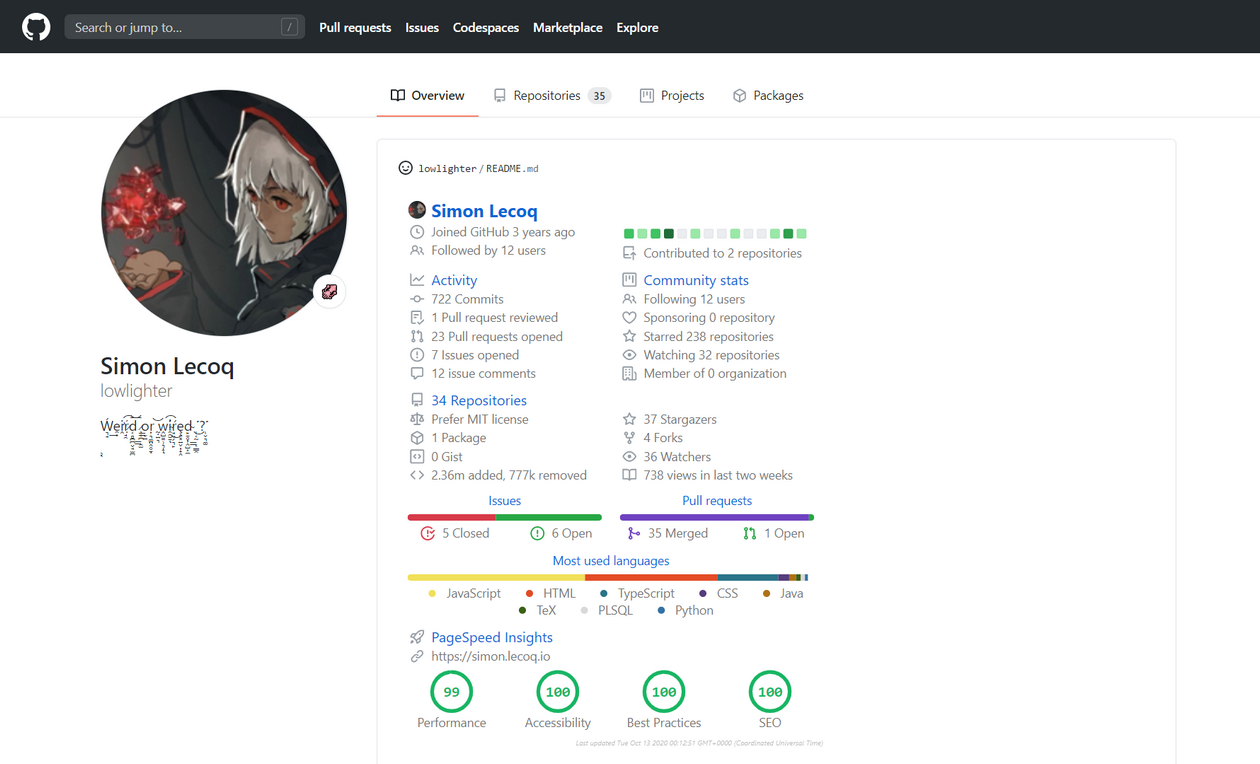 Search or jump to... / Pull requests Issues Codespaces Marketplace Explore
Overview Repositories 35 Projects Packages
Simon Lecoq
lowlighter
Weird or wired ?
lowlighter / README.md
Simon Lecoq
Joined GitHub 3 years ago
Followed by 12 users
Contributed to 2 repositories
Activity
722 Commits
1 Pull request reviewed
23 Pull requests opened
7 Issues opened
12 issue comments
Community stats
Following 12 users
Sponsoring 0 repository
Starred 238 repositories
Watching 32 repositories
Member of 0 organization
34 Repositories
Prefer MIT license
1 Package
0 Gist
2.36m added, 777k removed
37 Stargazers
4 Forks
36 Watchers
738 views in last two weeks
Issues
5 Closed 6 Open
Pull requests
35 Merged 1 Open
Most used languages
JavaScript HTML TypeScript CSS Java
TeX PLSQL Python
PageSpeed Insights
https://simon.lecoq.io
99 100 100 100
Performance Accessibility Best Practices SEO
Last updated Tue Oct 13 2020 00:12:51 GMT+0000 (Coordinated Universal Time)